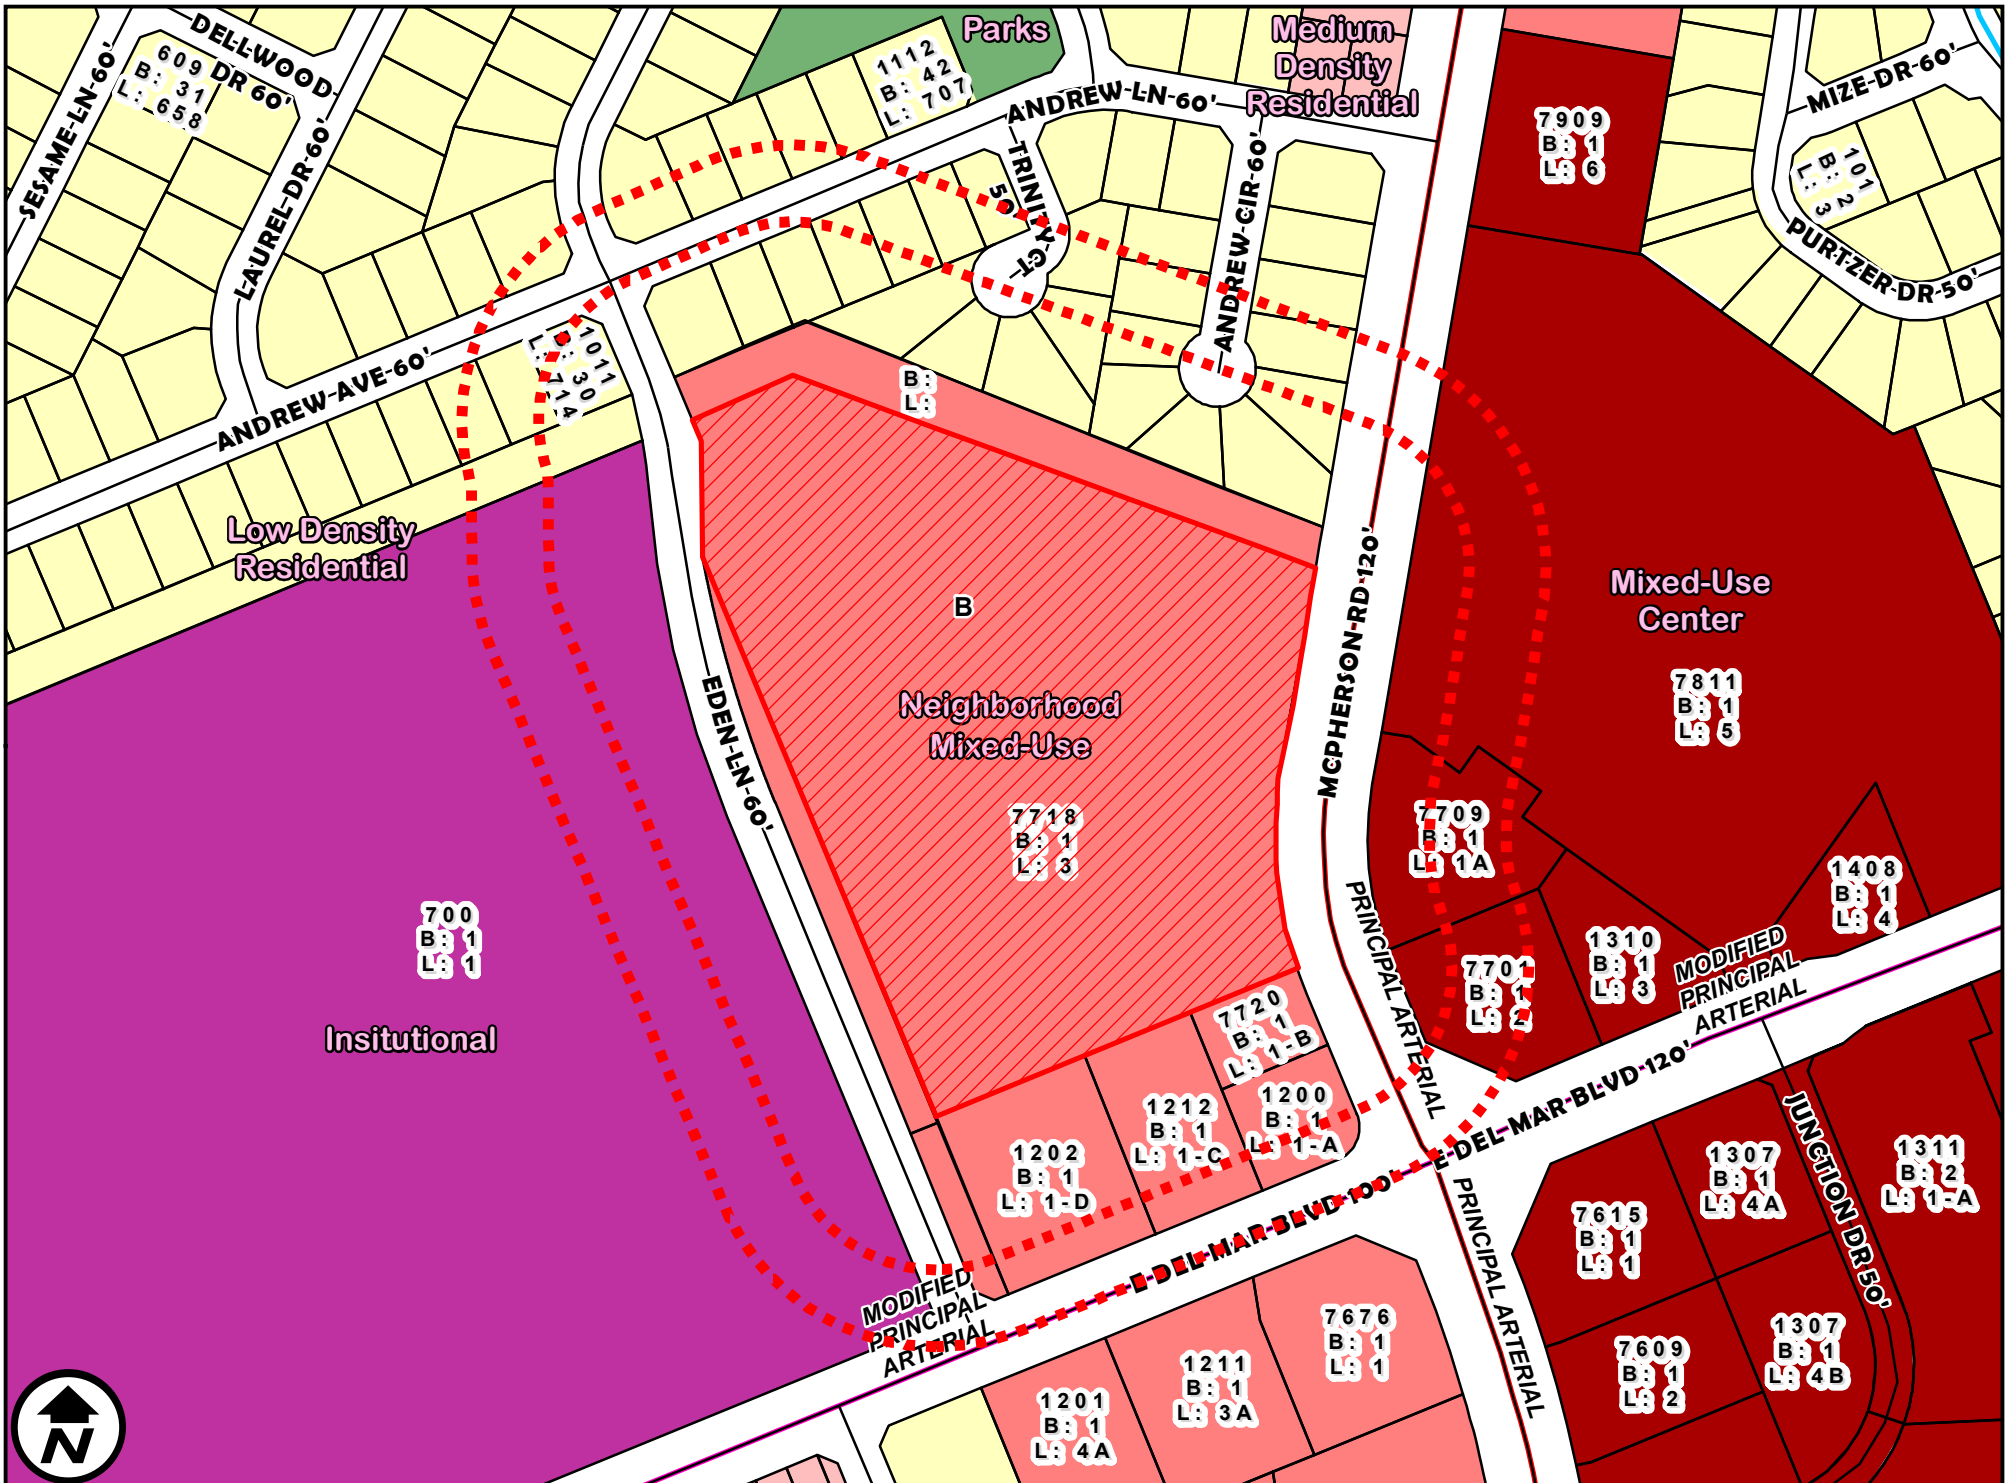 Parks
Medium
Density
Residential
DELLWOOD
DR 60'
609
B: 31
L: 658
SESAME-LN-60'
LAUREL-DR-60'
1112
B: 42
L: 707
ANDREW-LN-60'
TRINITY-CT-
50'
ANDREW-CIR-60'
7909
B: 1
L: 6
MIZE-DR-60'
101
B: 2
L: 3
PURTZER-DR-50'
ANDREW-AVE-60'
1011
B: 30
L: 714
B:
L:
Low Density
Residential
MCPHERSON-RD-120'
Mixed-Use
Center
B
7811
B: 1
L: 5
EDEN-LN-60'
Neighborhood
Mixed-Use
7718
B: 1
L: 3
7709
B: 1
L: 1A
1408
B: 1
L: 4
700
B: 1
L: 1
PRINCIPAL ARTERIAL
7701
B: 1
L: 2
1310
B: 1
L: 3
MODIFIED
PRINCIPAL
ARTERIAL
Insitutional
7720
B: 1
L: 1-B
1200
B: 1
L: 1-A
1212
B: 1
L: 1-C
1202
B: 1
L: 1-D
E DEL-MAR-BLVD-120'
JUNCTION-DR-50'
1307
B: 1
L: 4A
1311
B: 2
L: 1-A
7615
B: 1
L: 1
E DEL-MAR-BLVD-100'
PRINCIPAL ARTERIAL
MODIFIED
PRINCIPAL
ARTERIAL
7676
B: 1
L: 1
1307
B: 1
L: 4B
7609
B: 1
L: 2
1211
B: 1
L: 3A
1201
B: 1
L: 4A
N